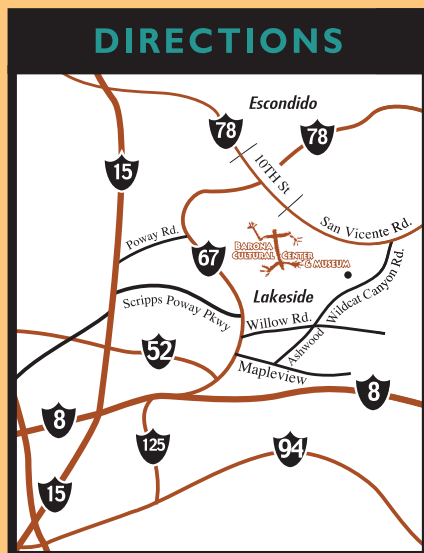 DIRECTIONS
Escondido
78
78
15
10TH St
San Vicente Rd.
Poway Rd.
67
BARONA
CULTURAL CENTER
& MUSEUM
Wildcat Canyon Rd.
Scripps Poway Pkwy
Lakeside
Willow Rd.
Ashwood
52
Mapleview
8
8
125
94
15